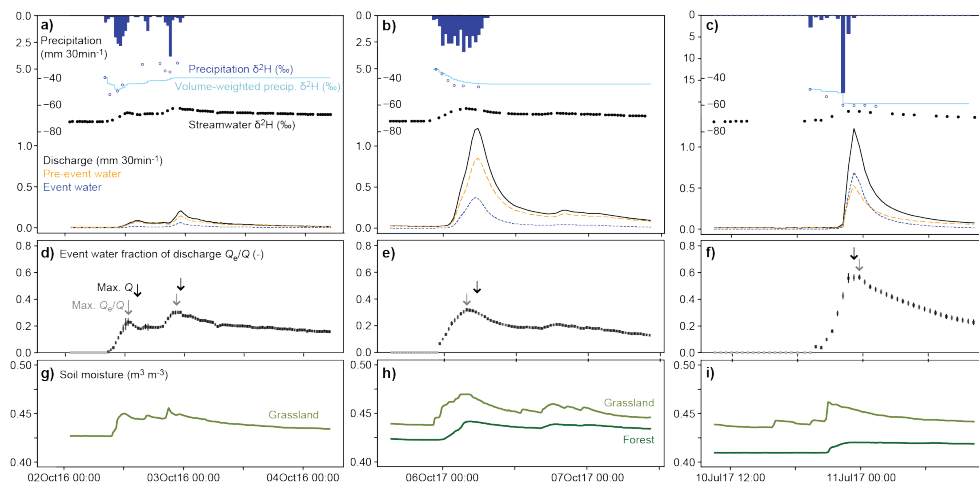 a)
0.0
2.5
5.0
Precipitation
(mm 30min-1)
−40
−60
−80
Precipitation δ²H (‰)
Volume-weighted precip. δ²H (‰)
Streamwater δ²H (‰)
Discharge (mm 30min-1)
Pre-event water
Event water
1.0
0.5
0.0
b)
0.0
2.5
5.0
−40
−60
−80
1.0
0.5
0.0
c)
0
5
10
15
−40
−60
−80
1.0
0.5
0.0
d) Event water fraction of discharge Qe/Q (-)
Max. Q
Max. Qe/Q
0.8
0.6
0.4
0.2
0.0
e)
0.8
0.6
0.4
0.2
0.0
f)
0.8
0.6
0.4
0.2
0.0
g) Soil moisture (m³ m-³)
Grassland
0.50
0.45
0.40
02Oct16 00:00 03Oct16 00:00 04Oct16 00:00
h)
Grassland
Forest
0.50
0.45
0.40
06Oct17 00:00 07Oct17 00:00
i)
0.50
0.45
0.40
10Jul17 12:00 11Jul17 00:00